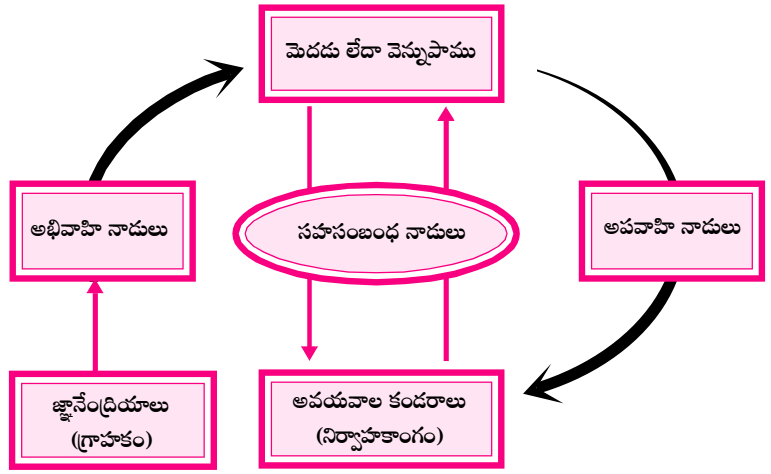 మెదడు లేదా వెన్నుపాము
అభివాహి నాడులు
సహసంబంధ నాడులు
అపవాహి నాడులు
జ్ఞానేంద్రియాలు
(గ్రాహకం)
అవయవాల కండరాలు
(నిర్వాహకాంగం)